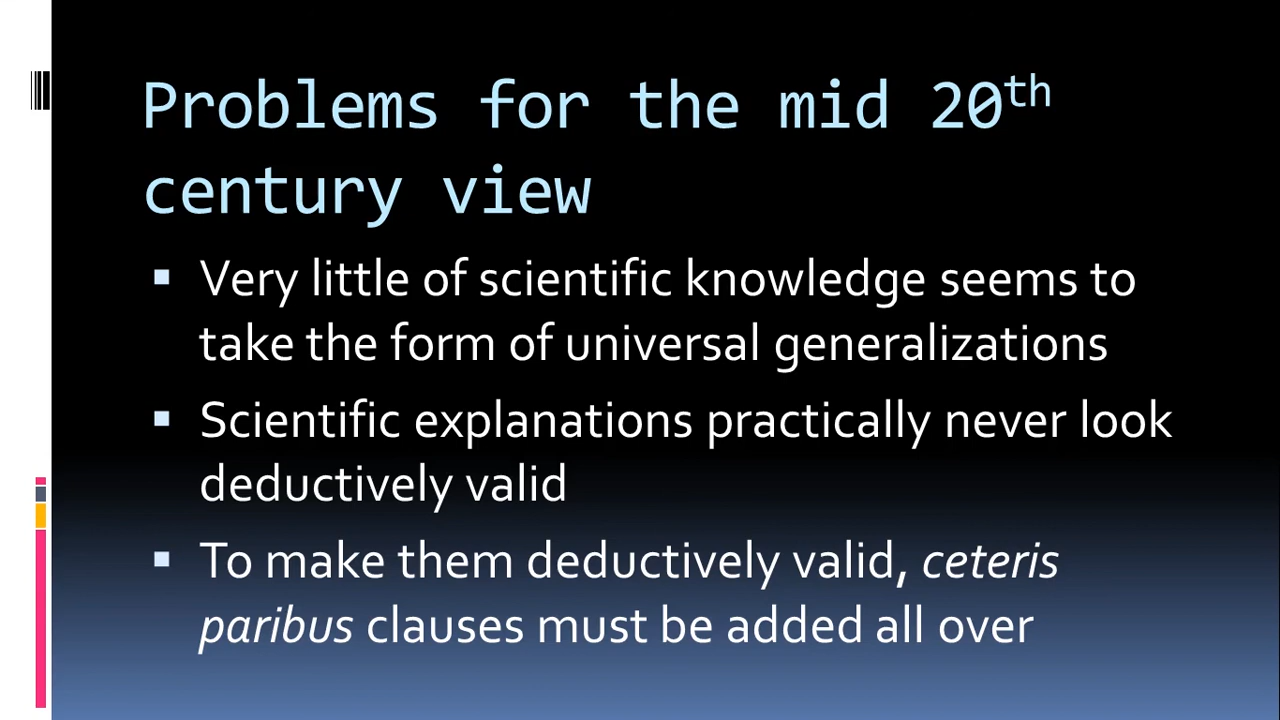 Problems for the mid 20th
century view
▪ Very little of scientific knowledge seems to
take the form of universal generalizations
▪ Scientific explanations practically never look
deductively valid
▪ To make them deductively valid, ceteris
paribus clauses must be added all over